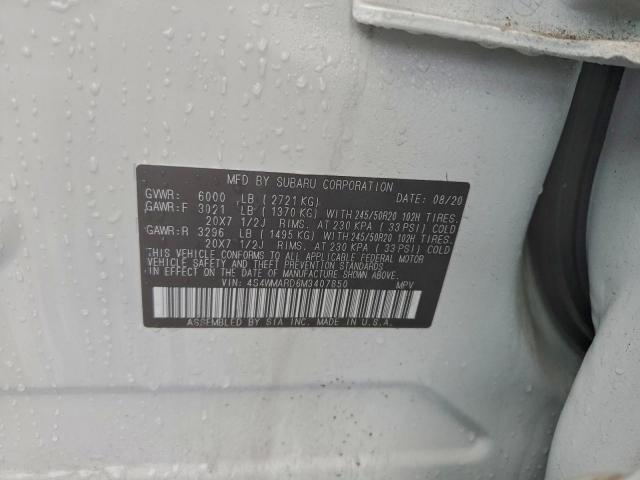 MFD BY SUBARU CORPORATION DATE: 08/20
GVWR: 6000 LB (2721 KG)
GAWR:F 3021 LB (1370 KG) WITH 245/50R20 102H TIRES.
20X7 1/2J RIMS. AT 230 KPA (33 PSI) COLD
GAWR:R 3296 LB (1495 KG) WITH 245/50R20 102H TIRES.
20X7 1/2J RIMS. AT 230 KPA (33 PSI) COLD
THIS VEHICLE CONFORMS TO ALL APPLICABLE FEDERAL MOTOR
VEHICLE SAFETY AND THEFT PREVENTION STANDARDS
IN EFFECT ON THE DATE OF MANUFACTURE SHOWN ABOVE.
VIN: 4S4WMARD6M3407850 MPV
ASSEMBLED BY SIA INC. MADE IN U.S.A.